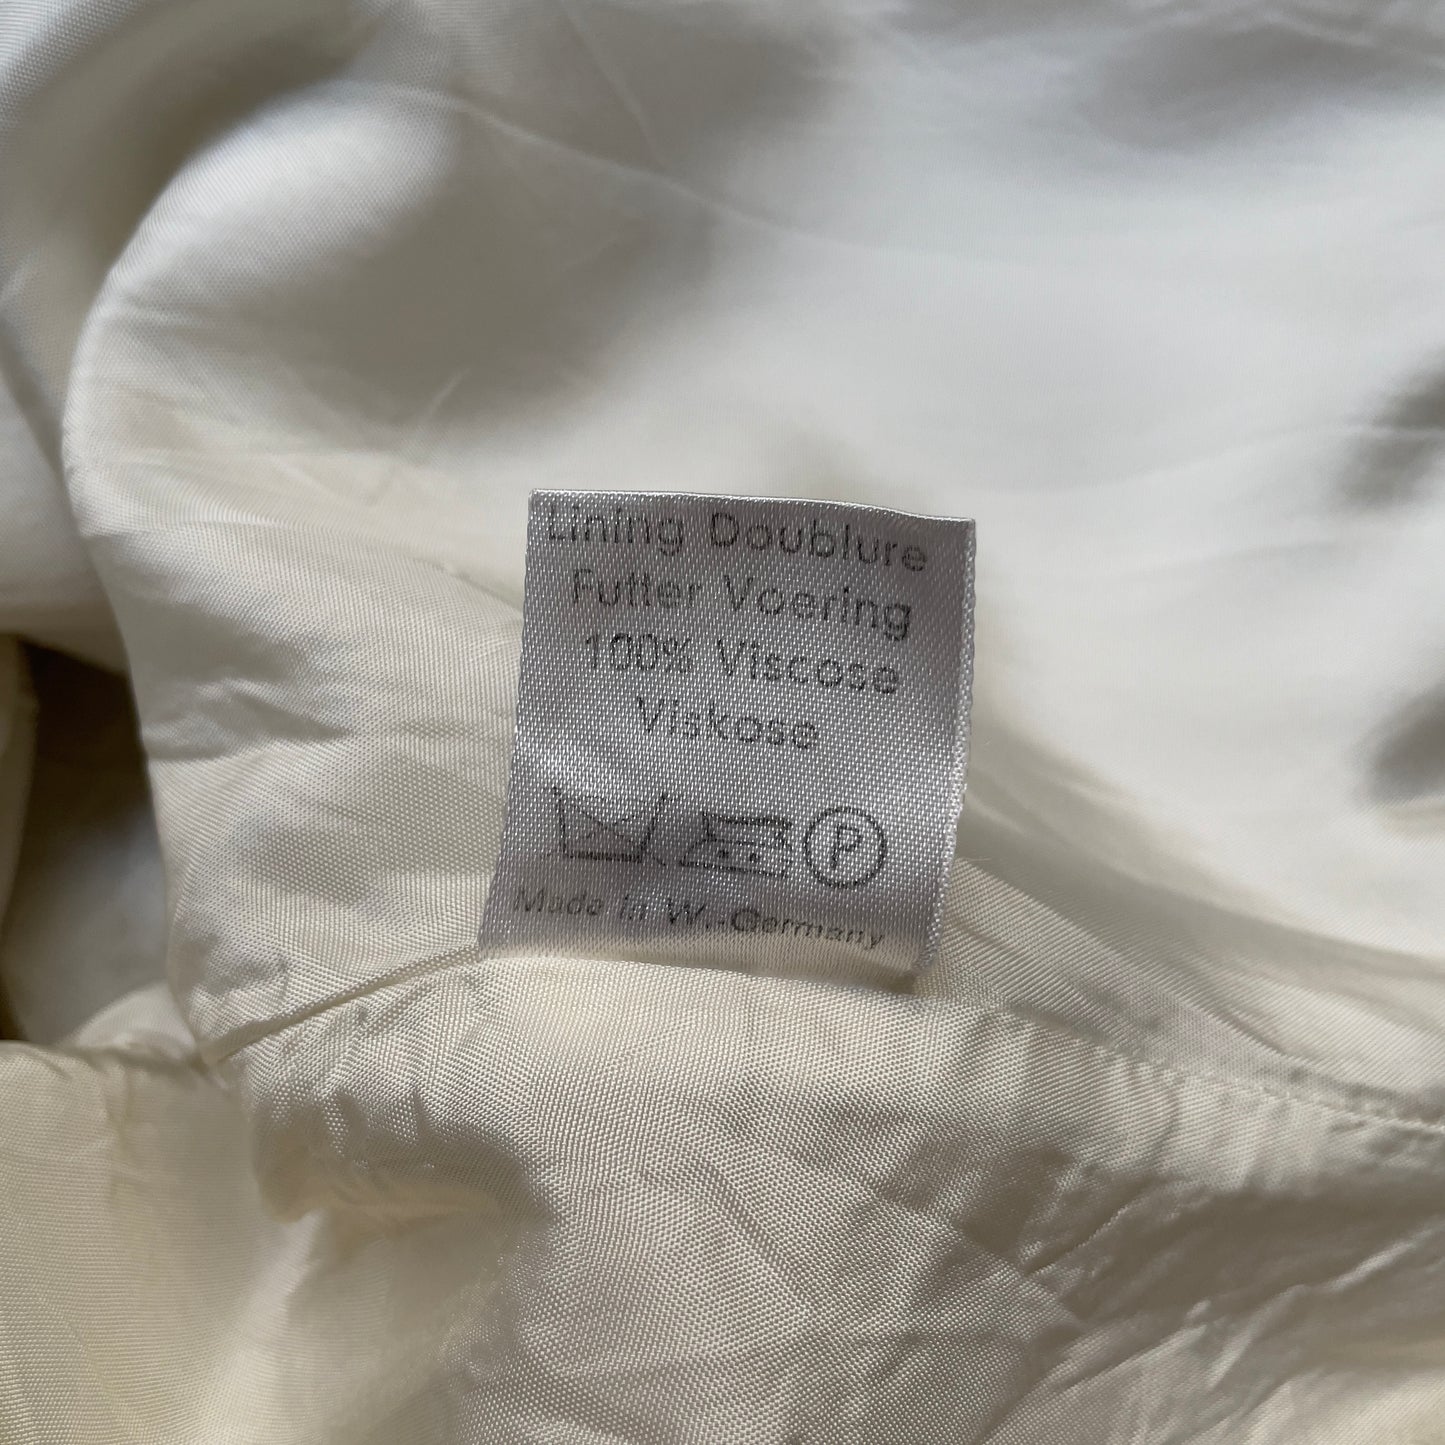 Lining Doublure
Futter Voering
100% Viscose
Viskose
P
Made in W.-Germany